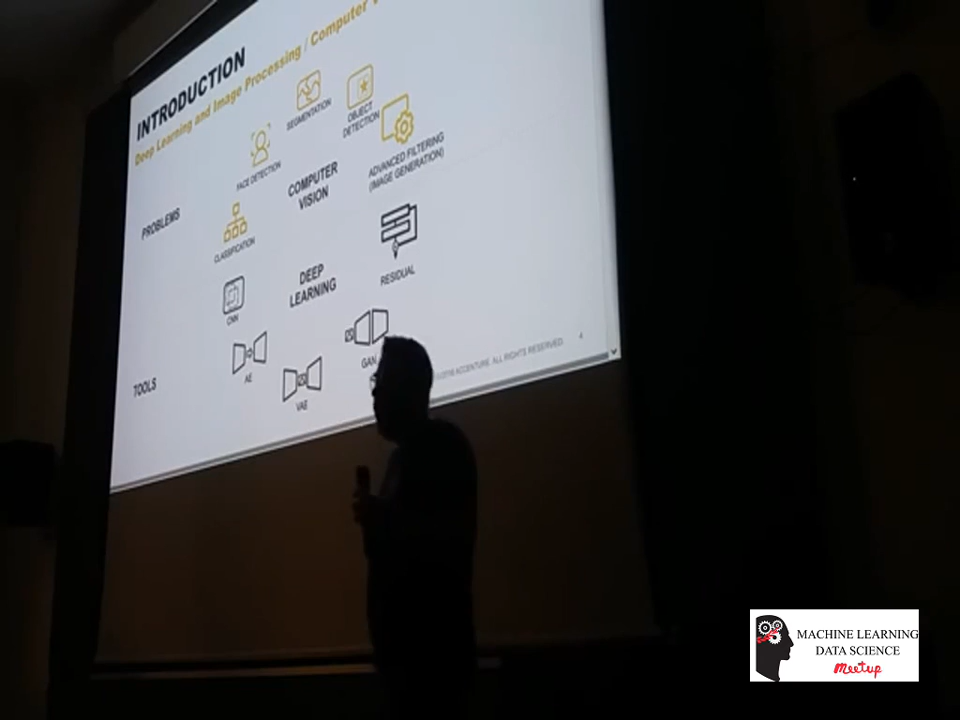 INTRODUCTION
Deep Learning and Image Processing / Computer
SEGMENTATION
OBJECT
DETECTION
FACE DETECTION
ADVANCED FILTERING
(IMAGE GENERATION)
COMPUTER
VISION
PROBLEMS
CLASSIFICATION
RESIDUAL
DEEP
LEARNING
CNN
GAN
AE
VAE
TOOLS
ACCENTURE. ALL RIGHTS RESERVED.
4
MACHINE LEARNING
DATA SCIENCE
Meetup